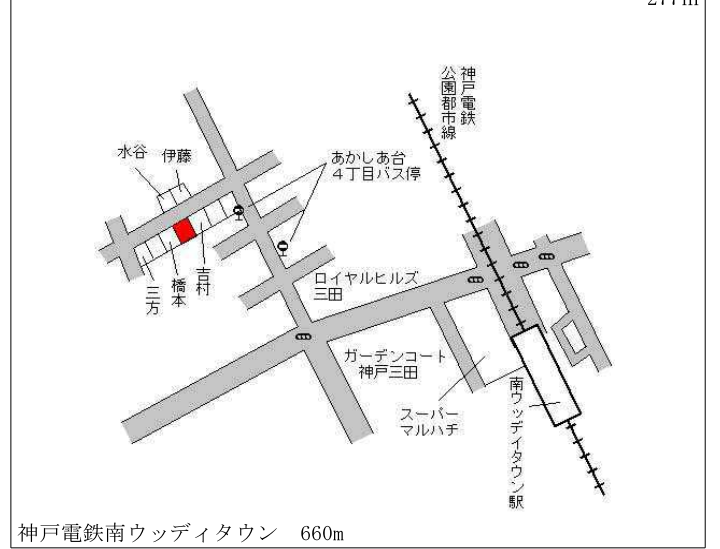 277m
神戸電鉄
公園都市線
水谷
伊藤
あかしあ台
4丁目バス停
三方
橋本
吉村
ロイヤルヒルズ
三田
ガーデンコート
神戸三田
スーパー
マルハチ
南ウッディタウン駅
神戸電鉄南ウッディタウン 660m